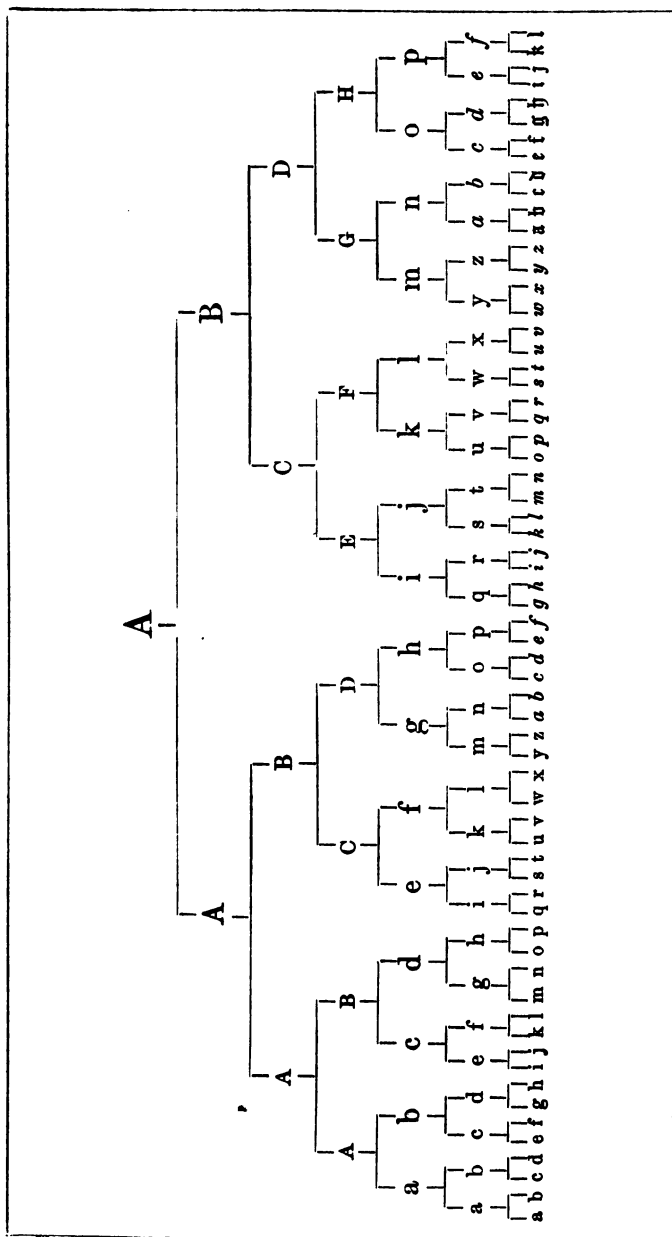 A
A B
A B C D
A B C D E F G H
a b c d e f g h i j k l m n o p
a b c d e f g h i j k l m n o p q r s t u v w x y z a b c d e f
a b c d e f g h i j k l m n o p q r s t u v w x y z a b c d e f g h i j k l m n o p q r s t u v w x y z a b c d e f g h i j k l